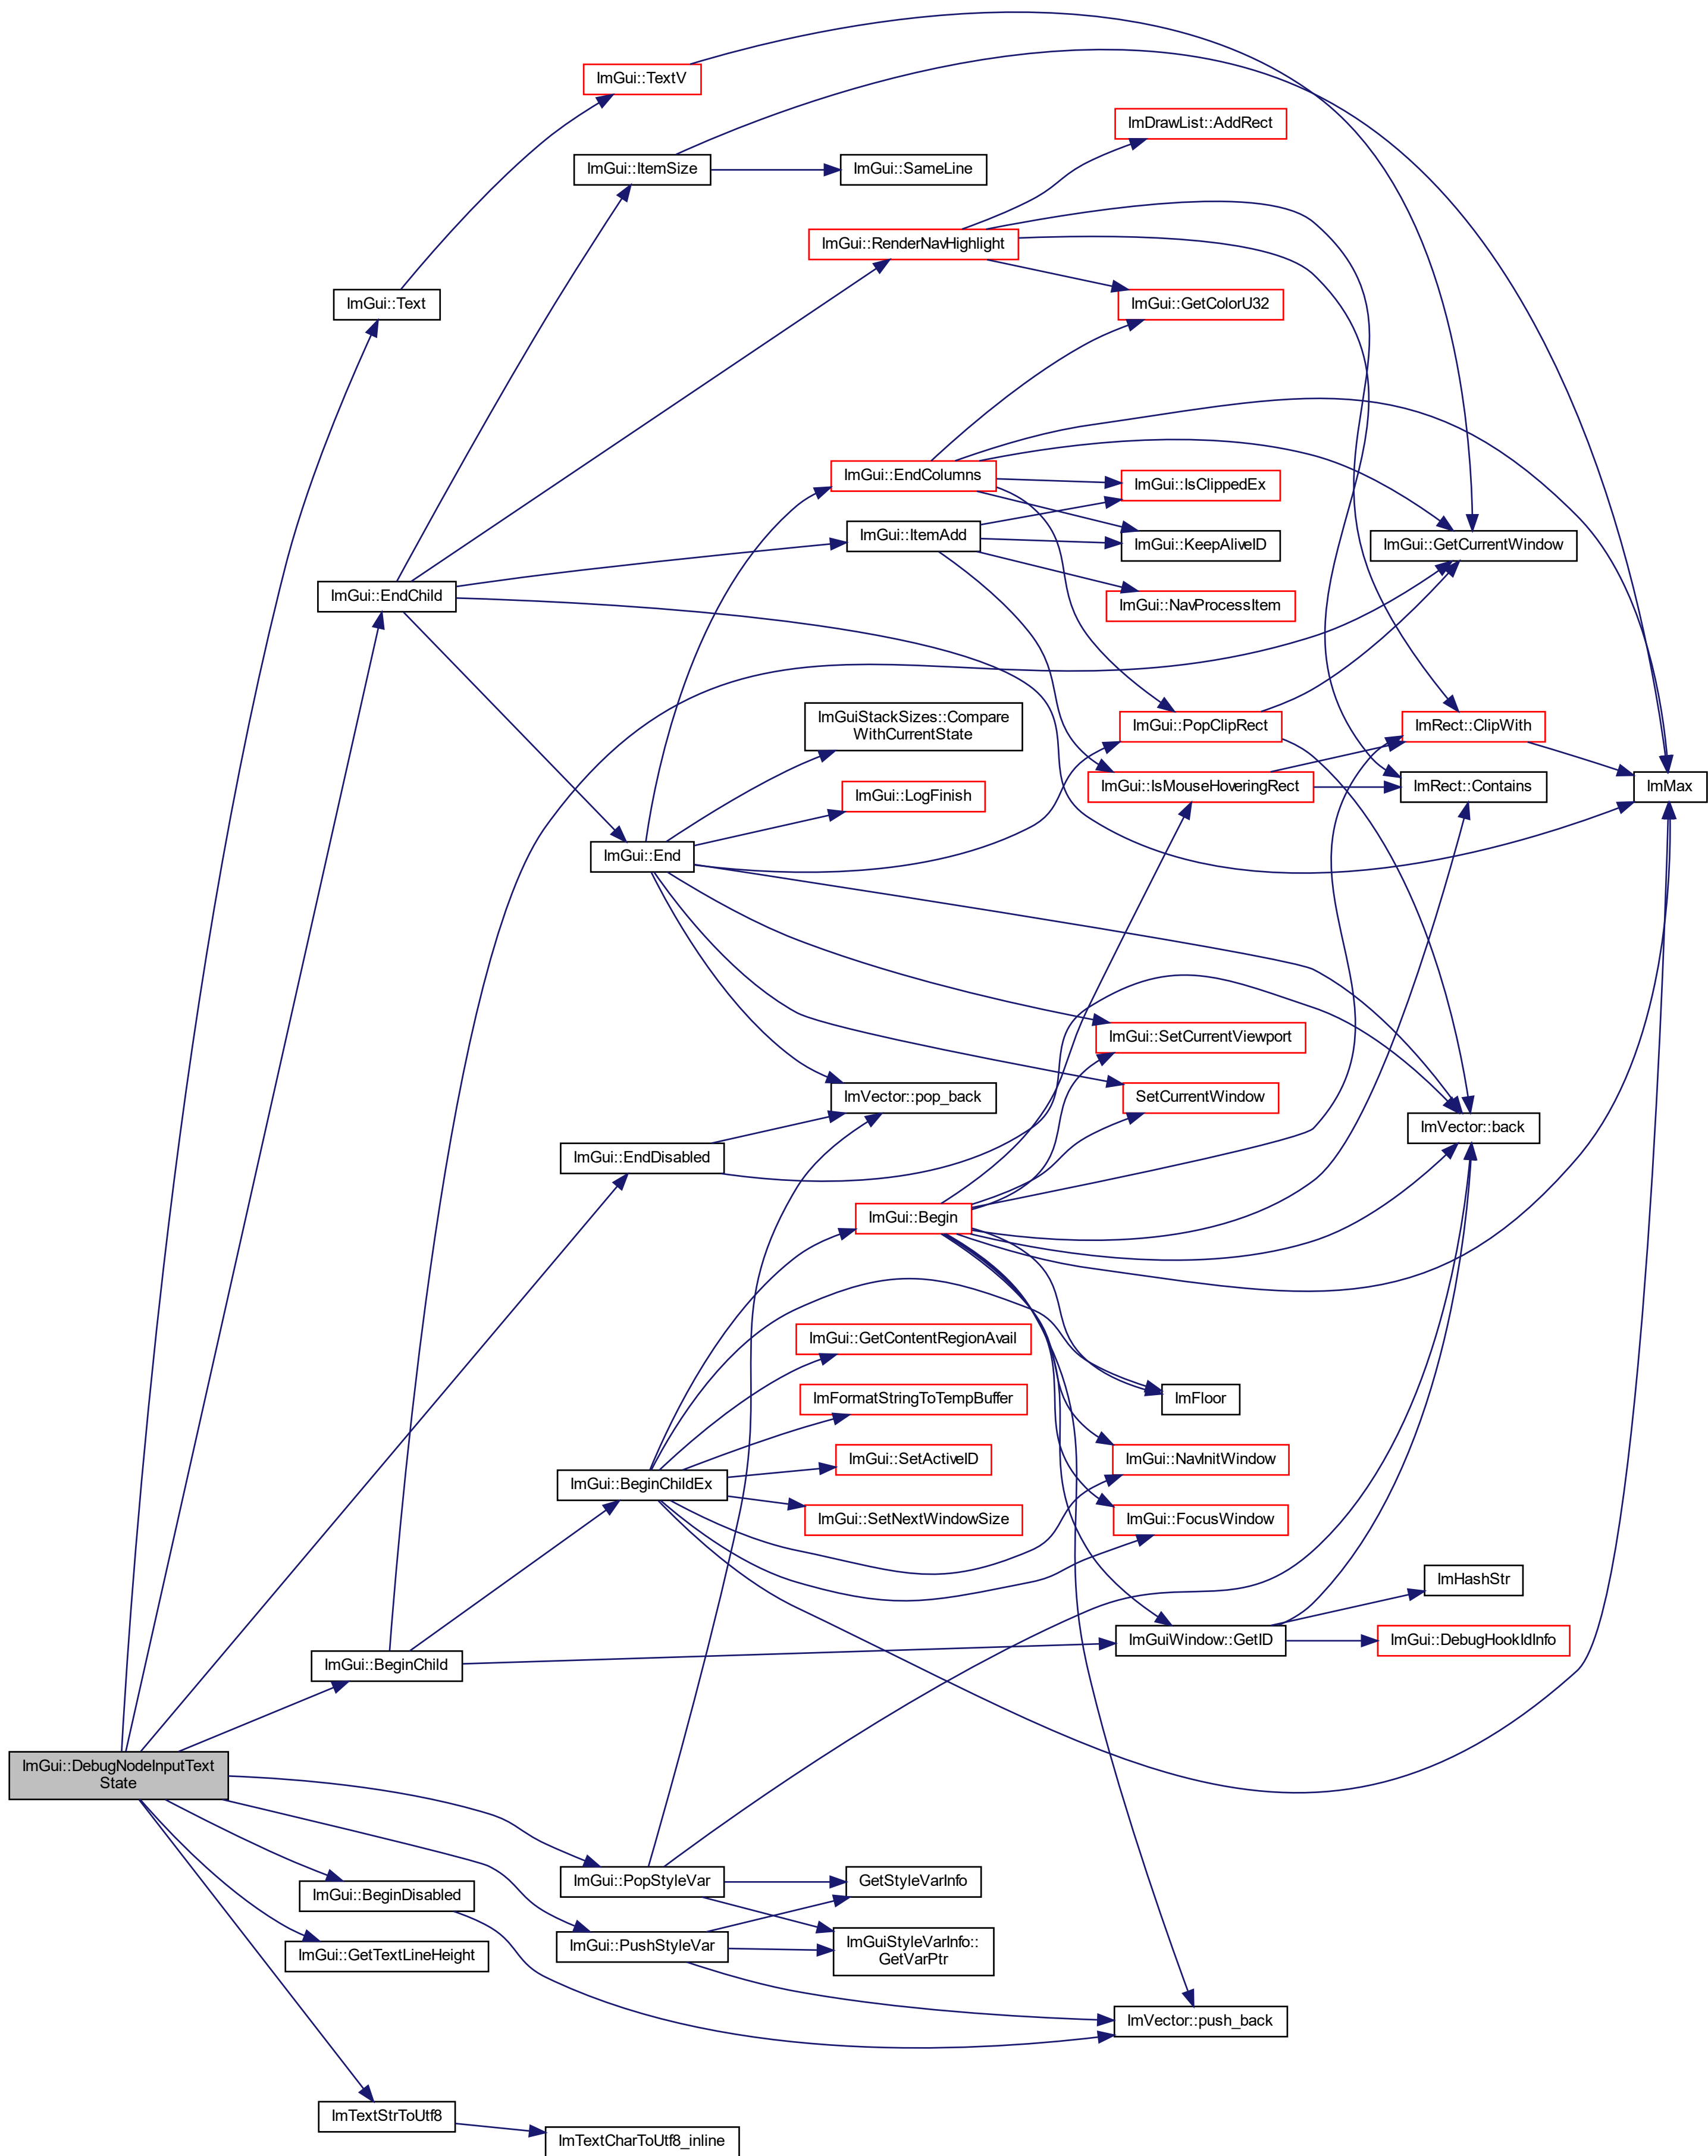 ImGui::TextV
ImDrawList::AddRect
ImGui::ItemSize
ImGui::SameLine
ImGui::RenderNavHighlight
ImGui::Text
ImGui::GetColorU32
ImGui::EndColumns
ImGui::IsClippedEx
ImGui::ItemAdd
ImGui::KeepAliveID
ImGui::GetCurrentWindow
ImGui::EndChild
ImGui::NavProcessItem
ImGuiStackSizes::Compare
WithCurrentState
ImGui::PopClipRect
ImRect::ClipWith
ImGui::LogFinish
ImGui::IsMouseHoveringRect
ImRect::Contains
ImMax
ImGui::End
ImGui::SetCurrentViewport
ImVector::pop_back
SetCurrentWindow
ImVector::back
ImGui::EndDisabled
ImGui::Begin
ImGui::GetContentRegionAvail
ImFormatStringToTempBuffer
ImFloor
ImGui::SetActiveID
ImGui::NavInitWindow
ImGui::BeginChildEx
ImGui::SetNextWindowSize
ImGui::FocusWindow
ImHashStr
ImGuiWindow::GetID
ImGui::DebugHookIdInfo
ImGui::BeginChild
ImGui::DebugNodeInputText
State
ImGui::PopStyleVar
GetStyleVarInfo
ImGui::BeginDisabled
ImGui::PushStyleVar
ImGuiStyleVarInfo::
GetVarPtr
ImGui::GetTextLineHeight
ImVector::push_back
ImTextStrToUtf8
ImTextCharToUtf8_inline